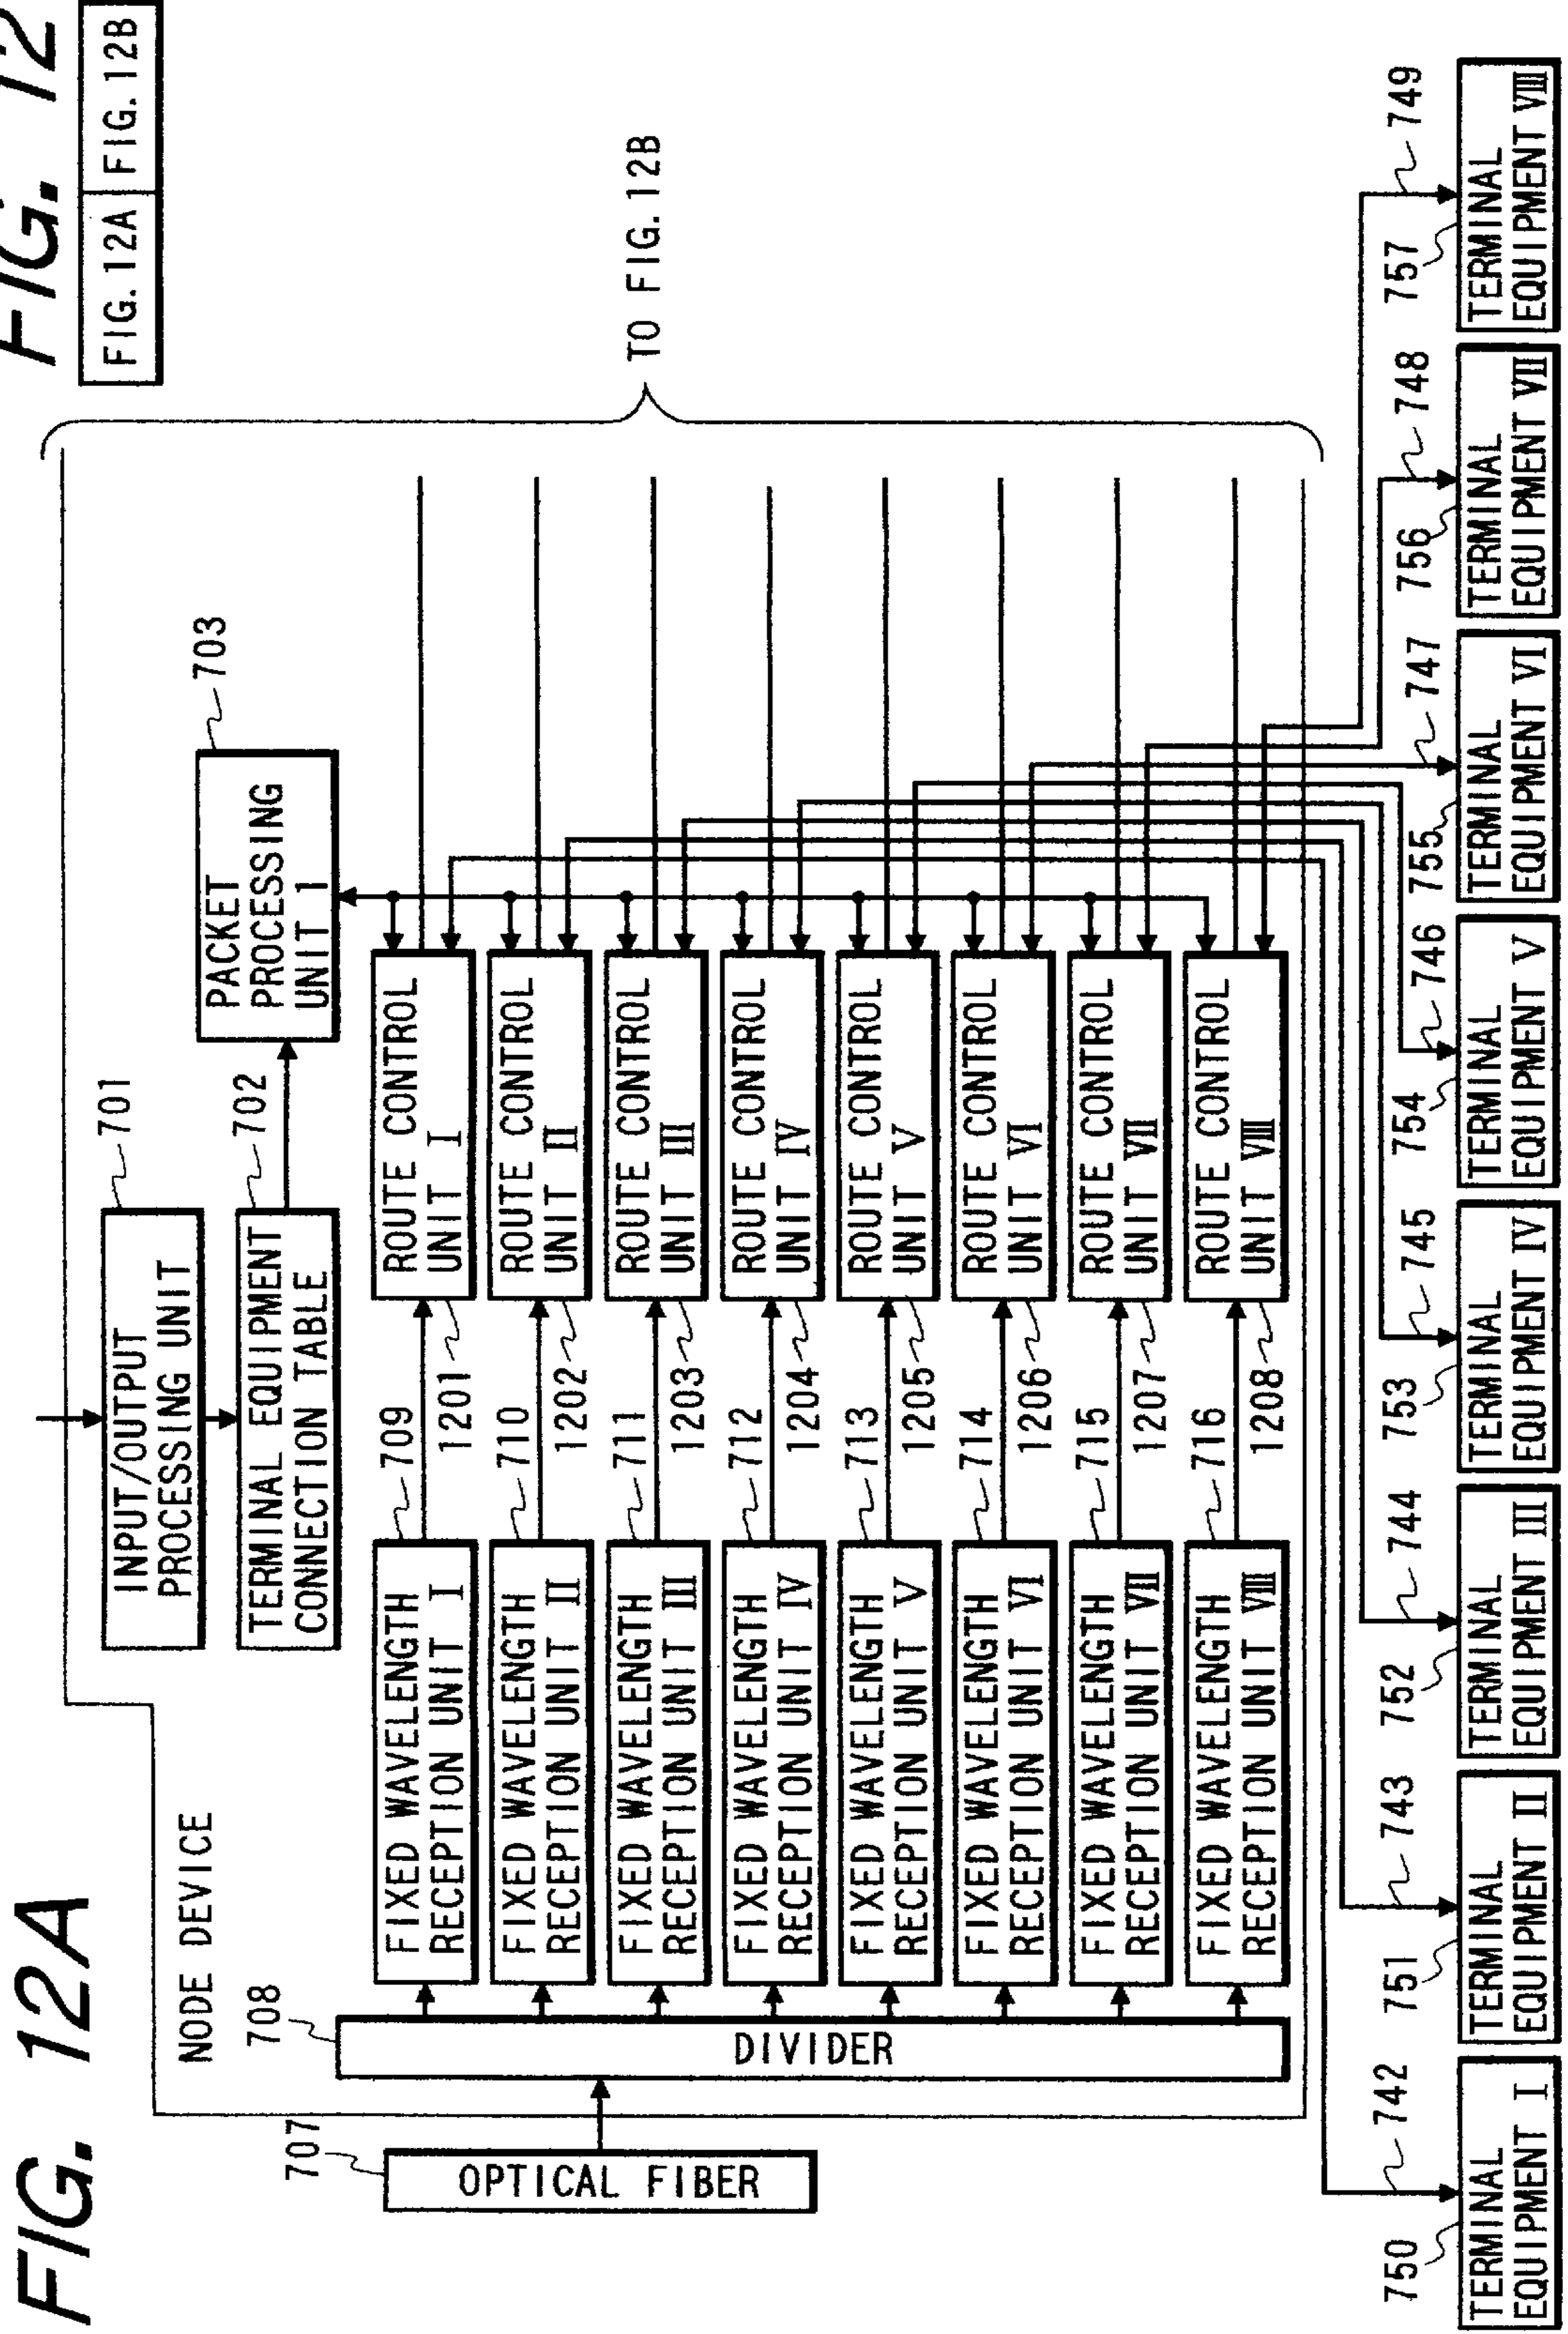 FIG. 12A
FIG. 12
FIG. 12A
FIG. 12B
NODE DEVICE
INPUT/OUTPUT
PROCESSING UNIT
701
TERMINAL EQUIPMENT
CONNECTION TABLE
702
PACKET
PROCESSING
UNIT 1
703
TO FIG. 12B
707
OPTICAL FIBER
708
DIVIDER
FIXED WAVELENGTH
RECEPTION UNIT I
709
1201
ROUTE CONTROL
UNIT I
FIXED WAVELENGTH
RECEPTION UNIT II
710
1202
ROUTE CONTROL
UNIT II
FIXED WAVELENGTH
RECEPTION UNIT III
711
1203
ROUTE CONTROL
UNIT III
FIXED WAVELENGTH
RECEPTION UNIT IV
712
1204
ROUTE CONTROL
UNIT IV
FIXED WAVELENGTH
RECEPTION UNIT V
713
1205
ROUTE CONTROL
UNIT V
FIXED WAVELENGTH
RECEPTION UNIT VI
714
1206
ROUTE CONTROL
UNIT VI
FIXED WAVELENGTH
RECEPTION UNIT VII
715
1207
ROUTE CONTROL
UNIT VII
FIXED WAVELENGTH
RECEPTION UNIT VIII
716
1208
ROUTE CONTROL
UNIT VIII
750
742
TERMINAL
EQUIPMENT I
751
743
TERMINAL
EQUIPMENT II
752
744
TERMINAL
EQUIPMENT III
753
745
TERMINAL
EQUIPMENT IV
754
746
TERMINAL
EQUIPMENT V
755
747
TERMINAL
EQUIPMENT VI
756
748
TERMINAL
EQUIPMENT VII
757
749
TERMINAL
EQUIPMENT VIII